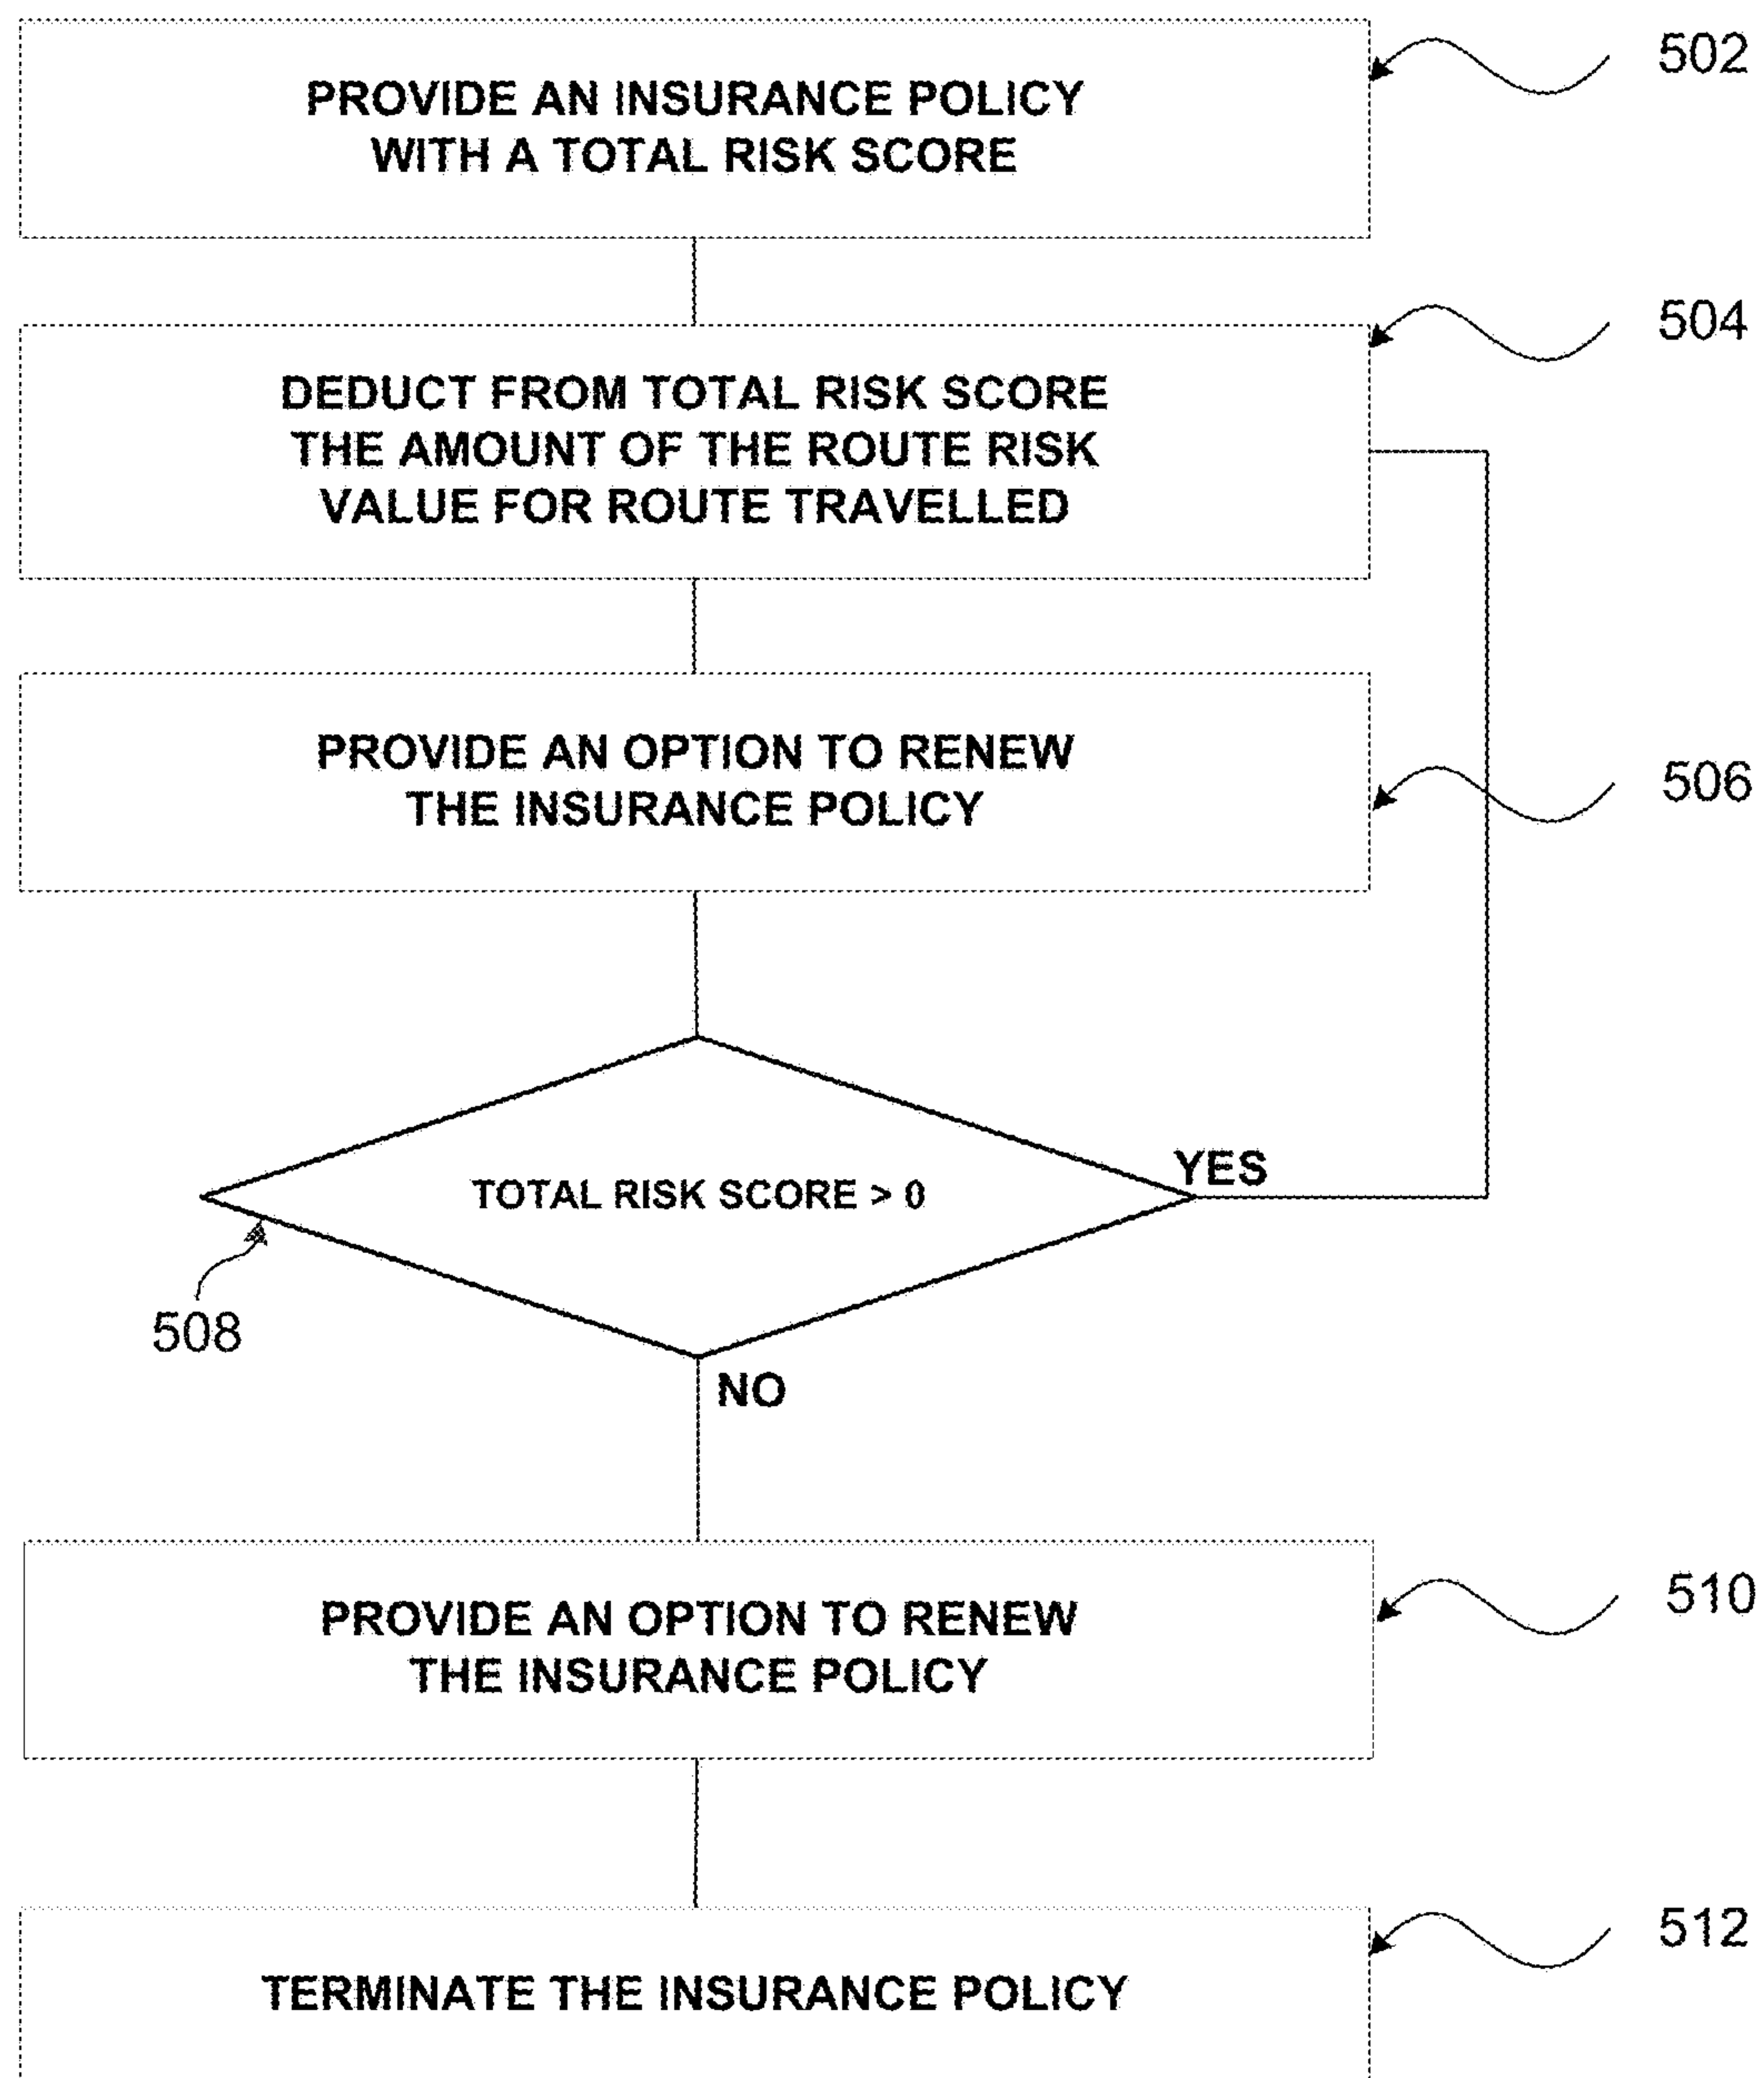 502
PROVIDE AN INSURANCE POLICY
WITH A TOTAL RISK SCORE
504
DEDUCT FROM TOTAL RISK SCORE
THE AMOUNT OF THE ROUTE RISK
VALUE FOR ROUTE TRAVELLED
PROVIDE AN OPTION TO RENEW
THE INSURANCE POLICY
506
YES
TOTAL RISK SCORE > 0
508
NO
510
PROVIDE AN OPTION TO RENEW
THE INSURANCE POLICY
512
TERMINATE THE INSURANCE POLICY